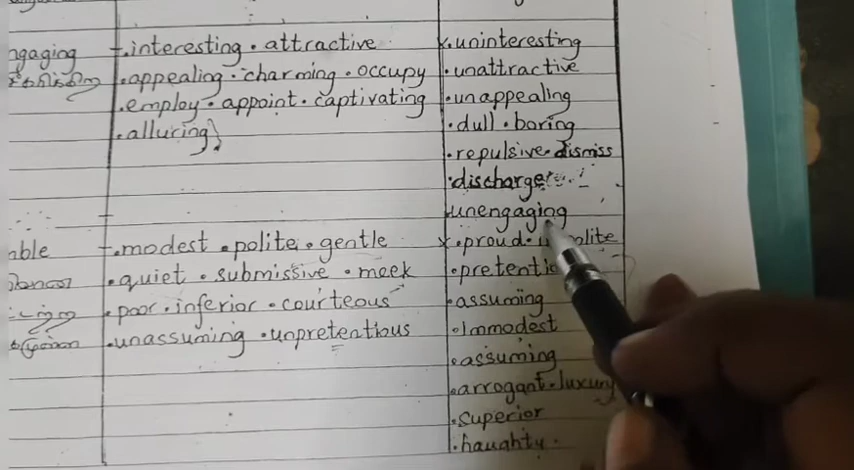 ngaging
-.interesting . attractive
x.uninteresting
.appealing . charming . occupy
.unattractive
.employ . appoint . captivating
.unappealing
.alluring}
.dull . boring
.repulsive . dismiss
.discharge
unengaging
able
-.modest . polite . gentle
x.proud .
.quiet . submissive . meek
.poor . inferior . courteous
.assuming
.unassuming . unpretentious
.Immodest
.assuming
.arrogant . luxury
.superior
.haughty .